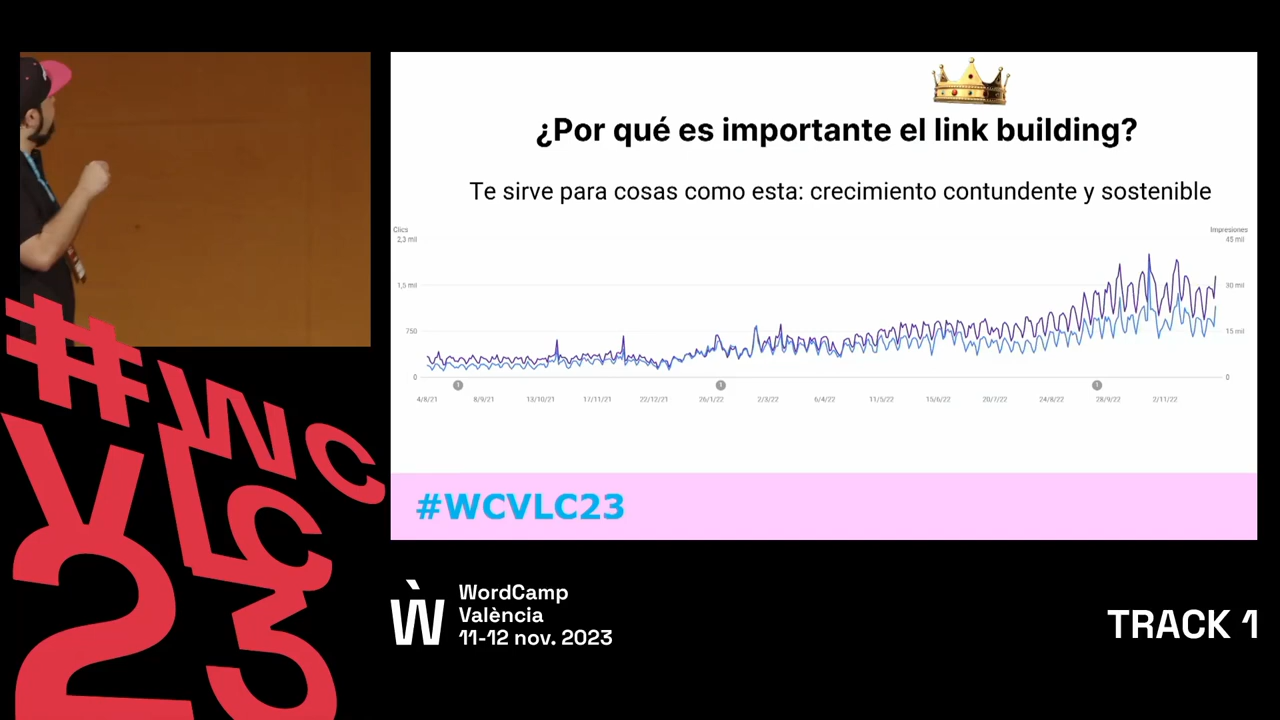 ¿Por qué es importante el link building?
Te sirve para cosas como esta: crecimiento contundente y sostenible
Clics
Impresiones
2,3 mil
45 mil
1,5 mil
30 mil
750
15 mil
0
0
4/8/21
8/9/21
13/10/21
17/11/21
22/12/21
26/1/22
2/3/22
6/4/22
11/5/22
15/6/22
20/7/22
24/8/22
28/9/22
2/11/22
#WCVLC23
#WC
VLC
23
WordCamp
València
11-12 nov. 2023
TRACK 1